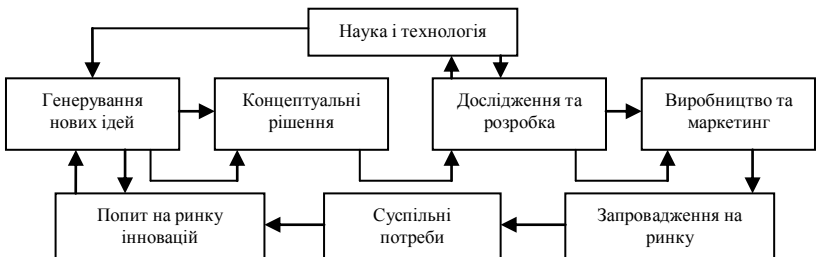 Наука і технологія
Генерування
нових ідей
Концептуальні
рішення
Дослідження та
розробка
Виробництво та
маркетинг
Попит на ринку
інновацій
Суспільні
потреби
Запровадження на
ринку